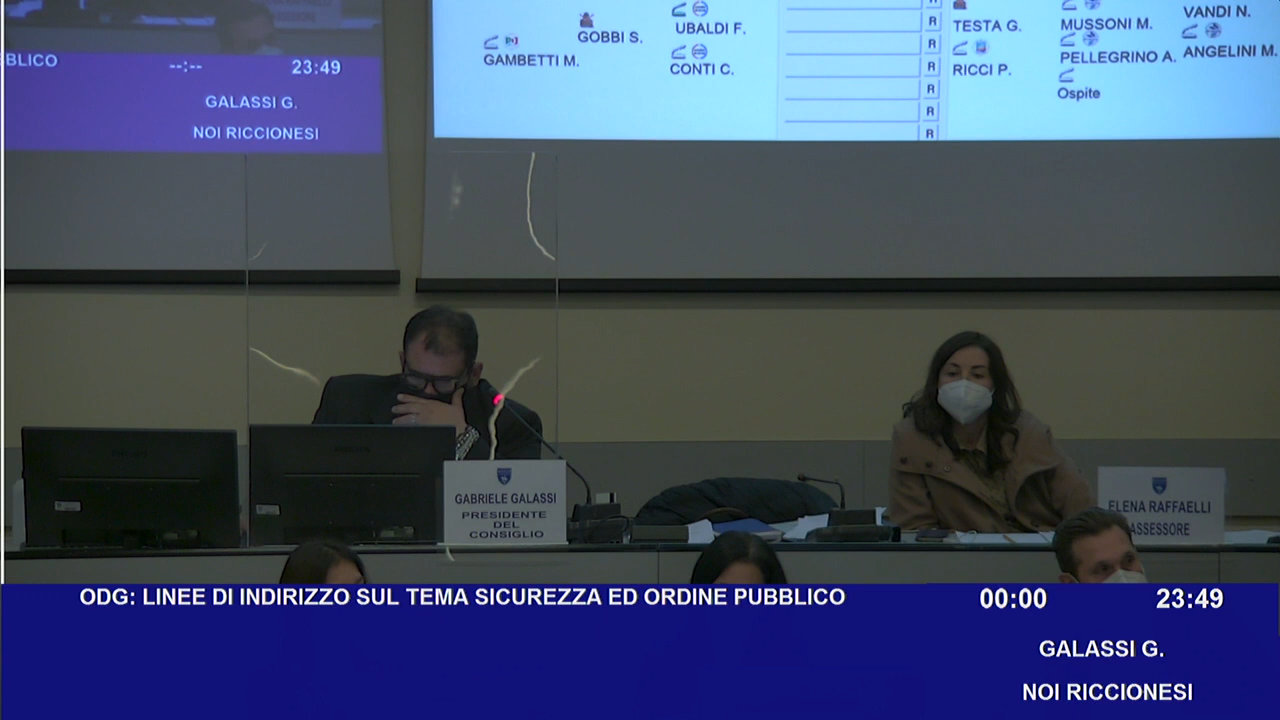 BLICO
--:--
23:49
GALASSI G.
NOI RICCIONESI
GAMBETTI M.
GOBBI S.
UBALDI F.
CONTI C.
R
R
R
R
R
R
TESTA G.
RICCI P.
MUSSONI M.
PELLEGRINO A.
Ospite
VANDI N.
ANGELINI M.
GABRIELE GALASSI
PRESIDENTE
DEL
CONSIGLIO
ELENA RAFFAELLI
ASSESSORE
ODG: LINEE DI INDIRIZZO SUL TEMA SICUREZZA ED ORDINE PUBBLICO
00:00
23:49
GALASSI G.
NOI RICCIONESI